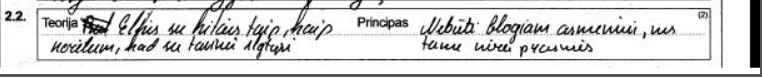 2.2. Teorija Elgis su kitais taip, kaip Principas Nebūti blogiam asmeniui, nes (2)
norėtum, kad su tavimi elgtųsi tame nėra prasmės